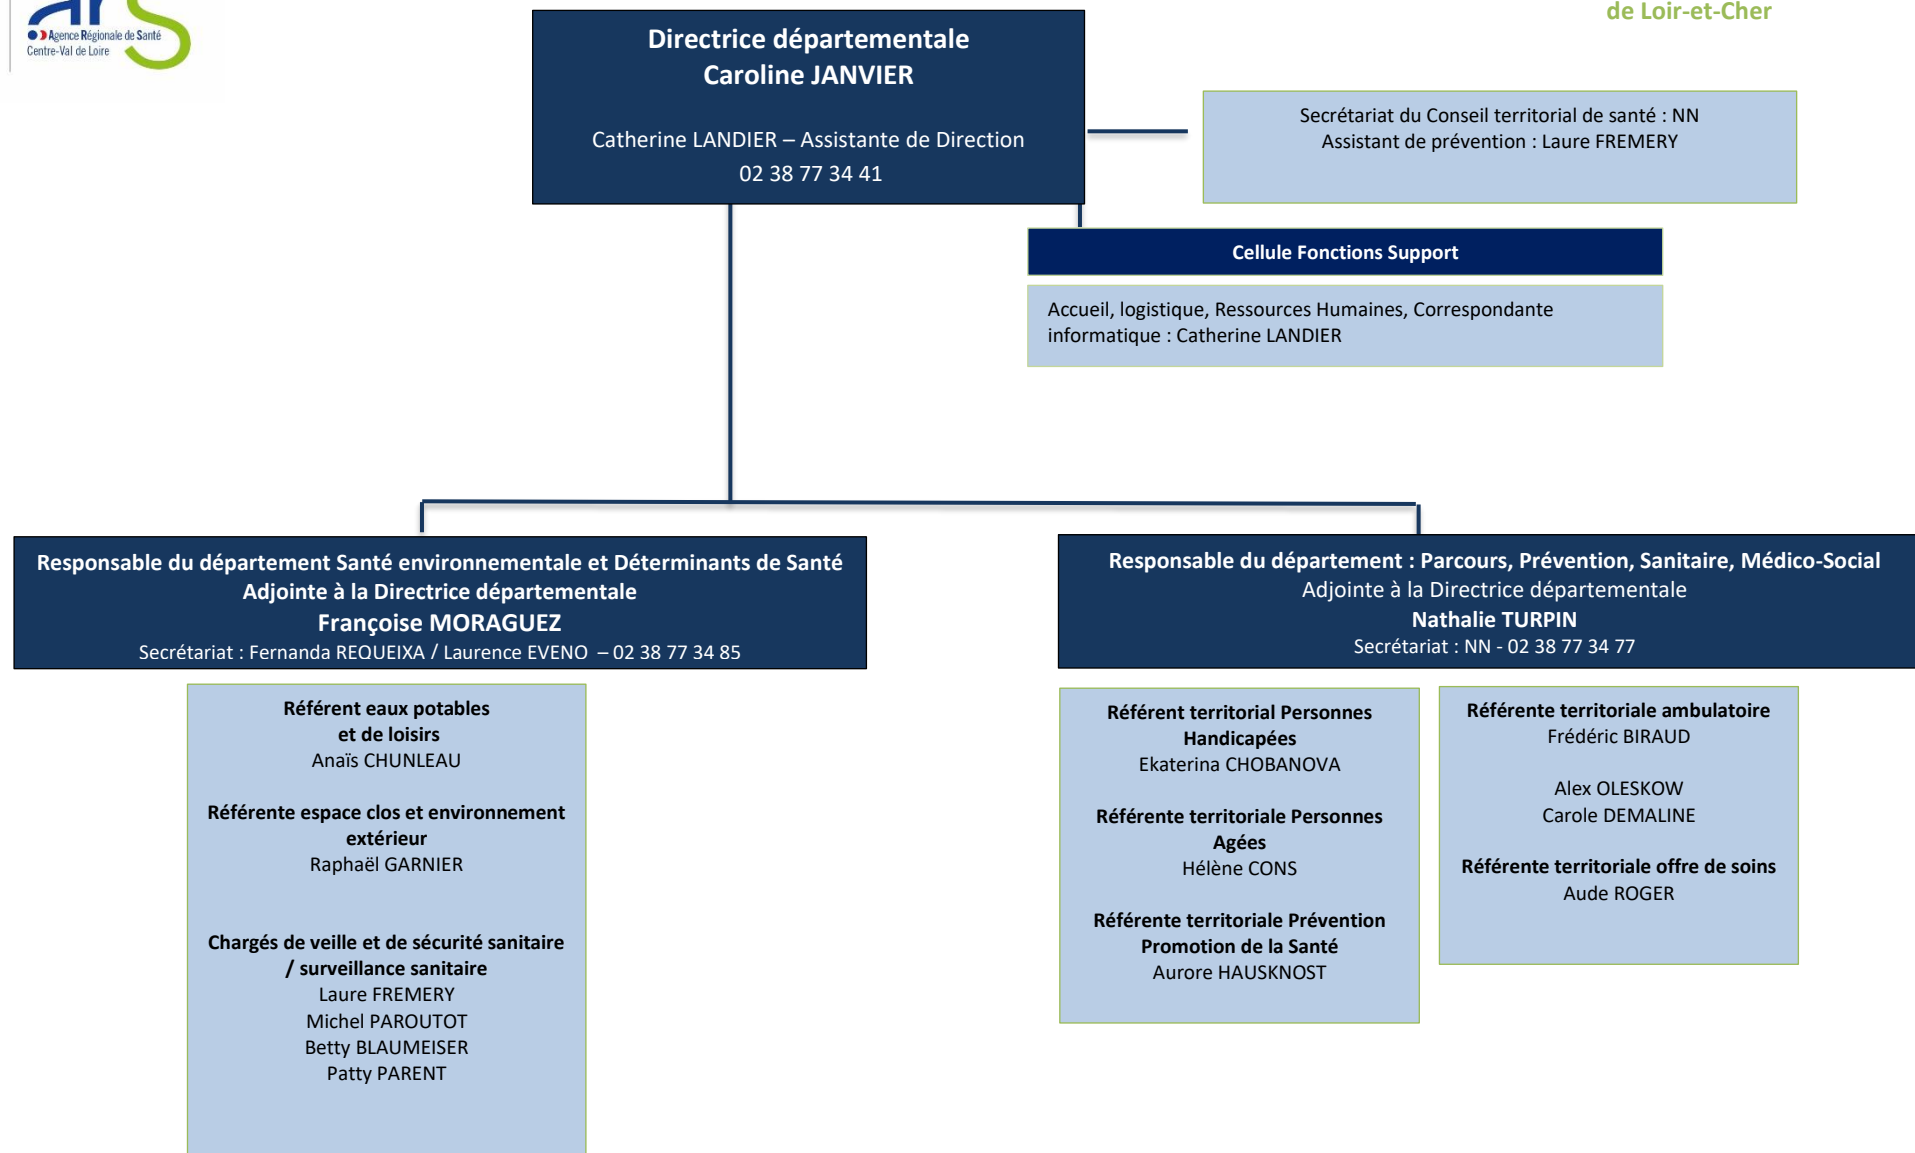 ars
Agence Régionale de Santé
Centre-Val de Loire
de Loir-et-Cher
Directrice départementale
Caroline JANVIER
Catherine LANDIER – Assistante de Direction
02 38 77 34 41
Secrétariat du Conseil territorial de santé : NN
Assistant de prévention : Laure FREMERY
Cellule Fonctions Support
Accueil, logistique, Ressources Humaines, Correspondante
informatique : Catherine LANDIER
Responsable du département Santé environnementale et Déterminants de Santé
Adjointe à la Directrice départementale
Françoise MORAGUEZ
Secrétariat : Fernanda REQUEIXA / Laurence EVENO – 02 38 77 34 85
Référent eaux potables
et de loisirs
Anaïs CHUNLEAU
Référente espace clos et environnement
extérieur
Raphaël GARNIER
Chargés de veille et de sécurité sanitaire
/ surveillance sanitaire
Laure FREMERY
Michel PAROUTOT
Betty BLAUMEISER
Patty PARENT
Responsable du département : Parcours, Prévention, Sanitaire, Médico-Social
Adjointe à la Directrice départementale
Nathalie TURPIN
Secrétariat : NN - 02 38 77 34 77
Référent territorial Personnes
Handicapées
Ekaterina CHOBANOVA
Référente territoriale Personnes
Agées
Hélène CONS
Référente territoriale Prévention
Promotion de la Santé
Aurore HAUSKNOST
Référente territoriale ambulatoire
Frédéric BIRAUD
Alex OLESKOW
Carole DEMALINE
Référente territoriale offre de soins
Aude ROGER